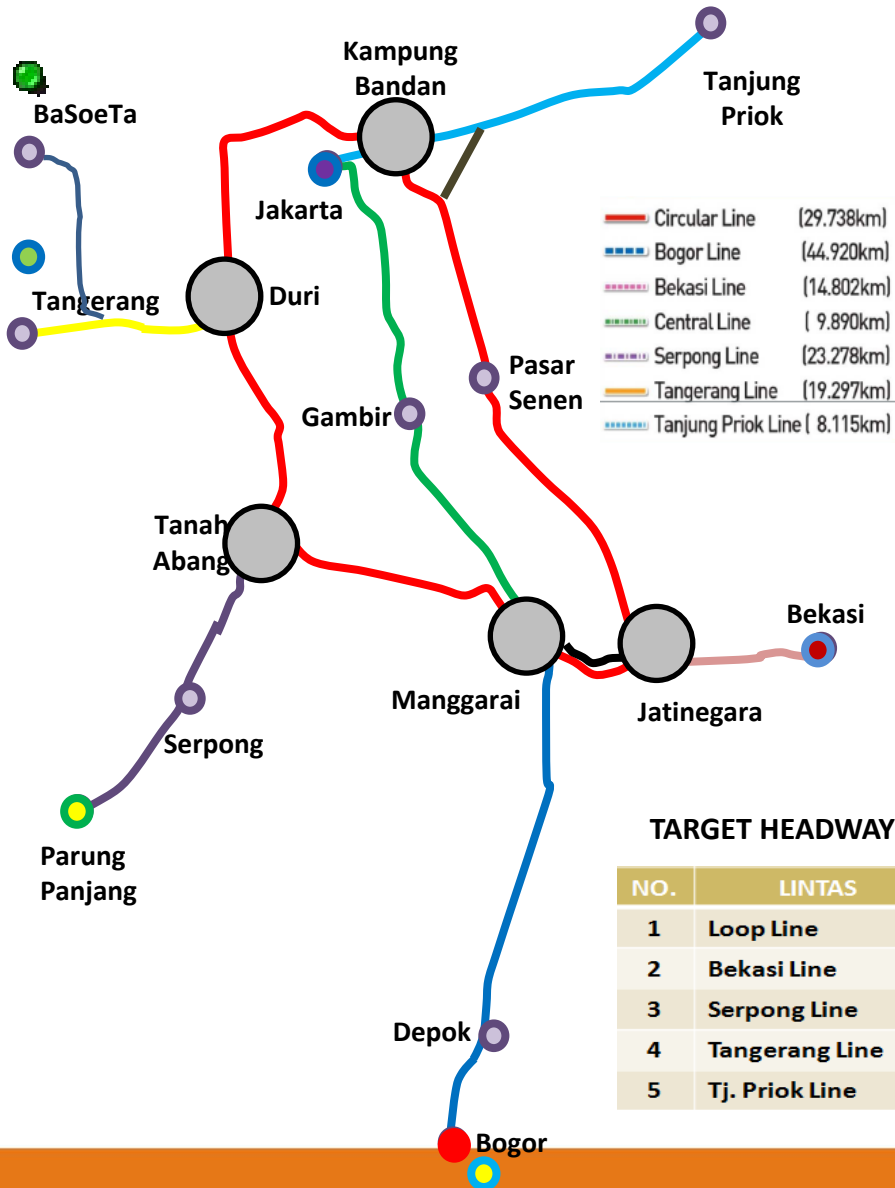 Kampung
Bandan
Tanjung
Priok
BaSoeTa
Jakarta
Circular Line (29.738km)
Bogor Line (44.920km)
Bekasi Line (14.802km)
Central Line ( 9.890km)
Serpong Line (23.278km)
Tangerang Line (19.297km)
Tanjung Priok Line ( 8.115km)
Tangerang
Duri
Pasar
Senen
Gambir
Tanah
Abang
Bekasi
Manggarai
Jatinegara
Serpong
Parung
Panjang
TARGET HEADWAY
NO. LINTAS
1 Loop Line
2 Bekasi Line
3 Serpong Line
4 Tangerang Line
5 Tj. Priok Line
Depok
Bogor